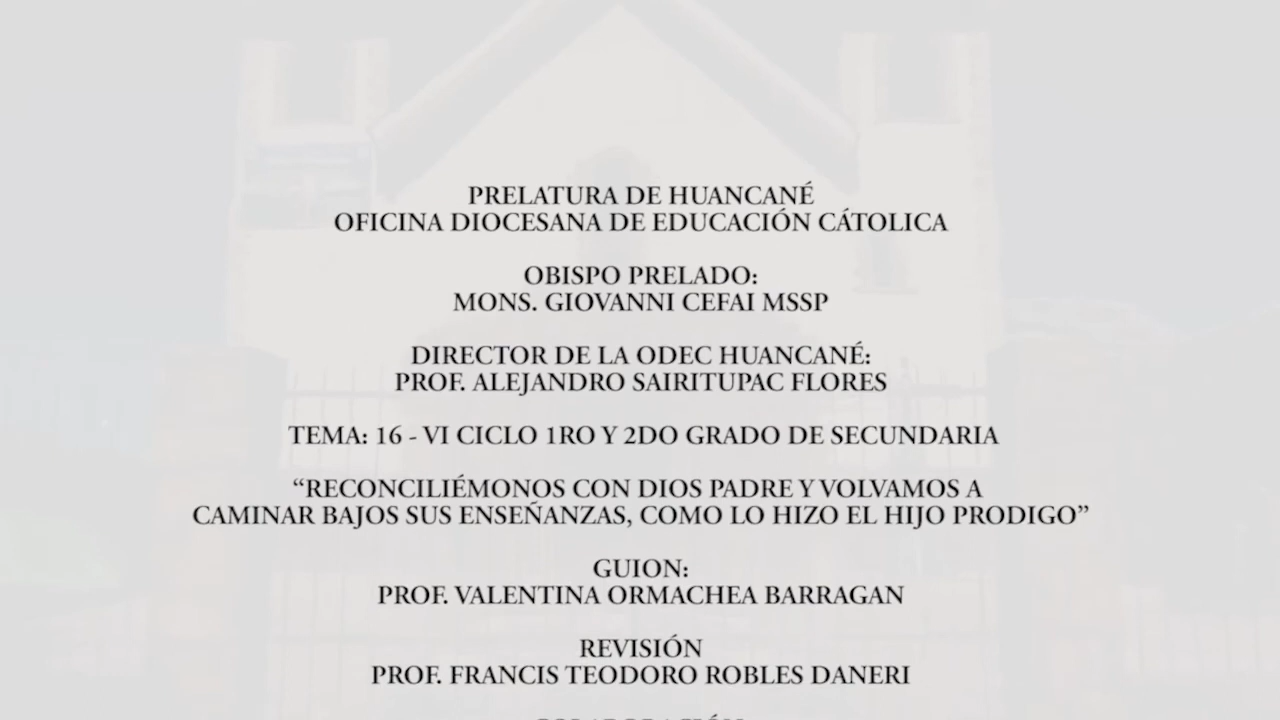 PRELATURA DE HUANCANÉ
OFICINA DIOCESANA DE EDUCACIÓN CÁTOLICA
OBISPO PRELADO:
MONS. GIOVANNI CEFAI MSSP
DIRECTOR DE LA ODEC HUANCANÉ:
PROF. ALEJANDRO SAIRITUPAC FLORES
TEMA: 16 - VI CICLO 1RO Y 2DO GRADO DE SECUNDARIA
“RECONCILIÉMONOS CON DIOS PADRE Y VOLVAMOS A
CAMINAR BAJOS SUS ENSEÑANZAS, COMO LO HIZO EL HIJO PRODIGO”
GUION:
PROF. VALENTINA ORMACHEA BARRAGAN
REVISIÓN
PROF. FRANCIS TEODORO ROBLES DANERI